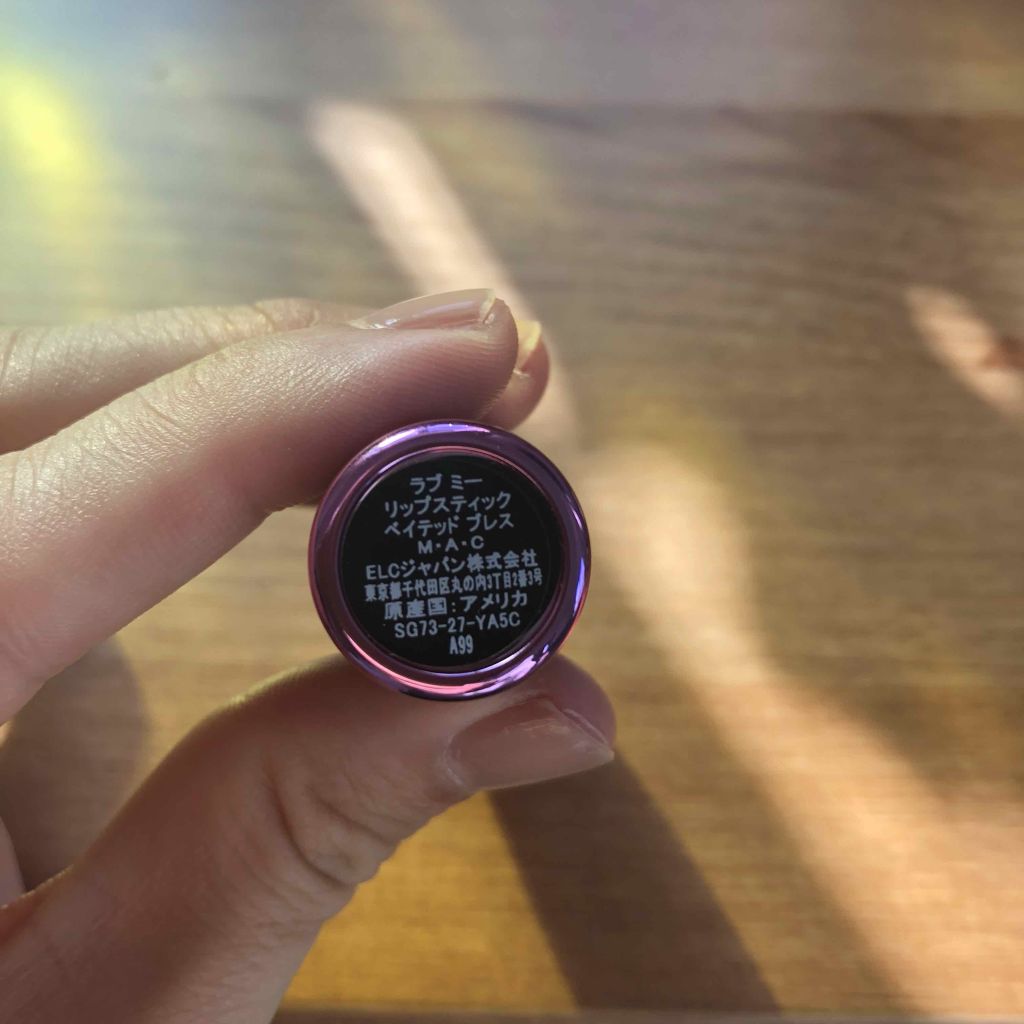 ラブ ミー
リップスティック
ベイテッド ブレス
M・A・C
ELCジャパン株式会社
東京都千代田区丸の内3丁目2番3号
原産国:アメリカ
SG73-27-YA5C
A99